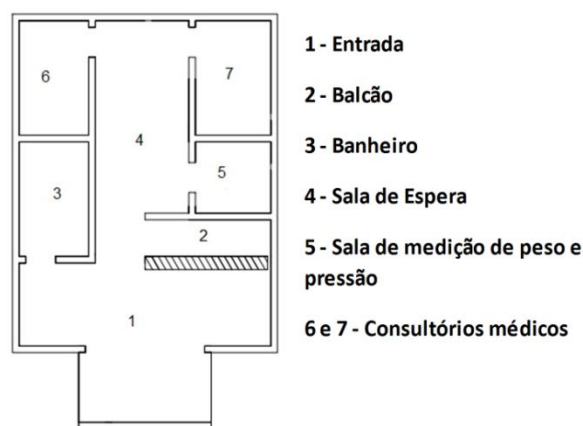 6
7
4
5
3
2
1
1 - Entrada
2 - Balcão
3 - Banheiro
4 - Sala de Espera
5 - Sala de medição de peso e
pressão
6 e 7 - Consultórios médicos